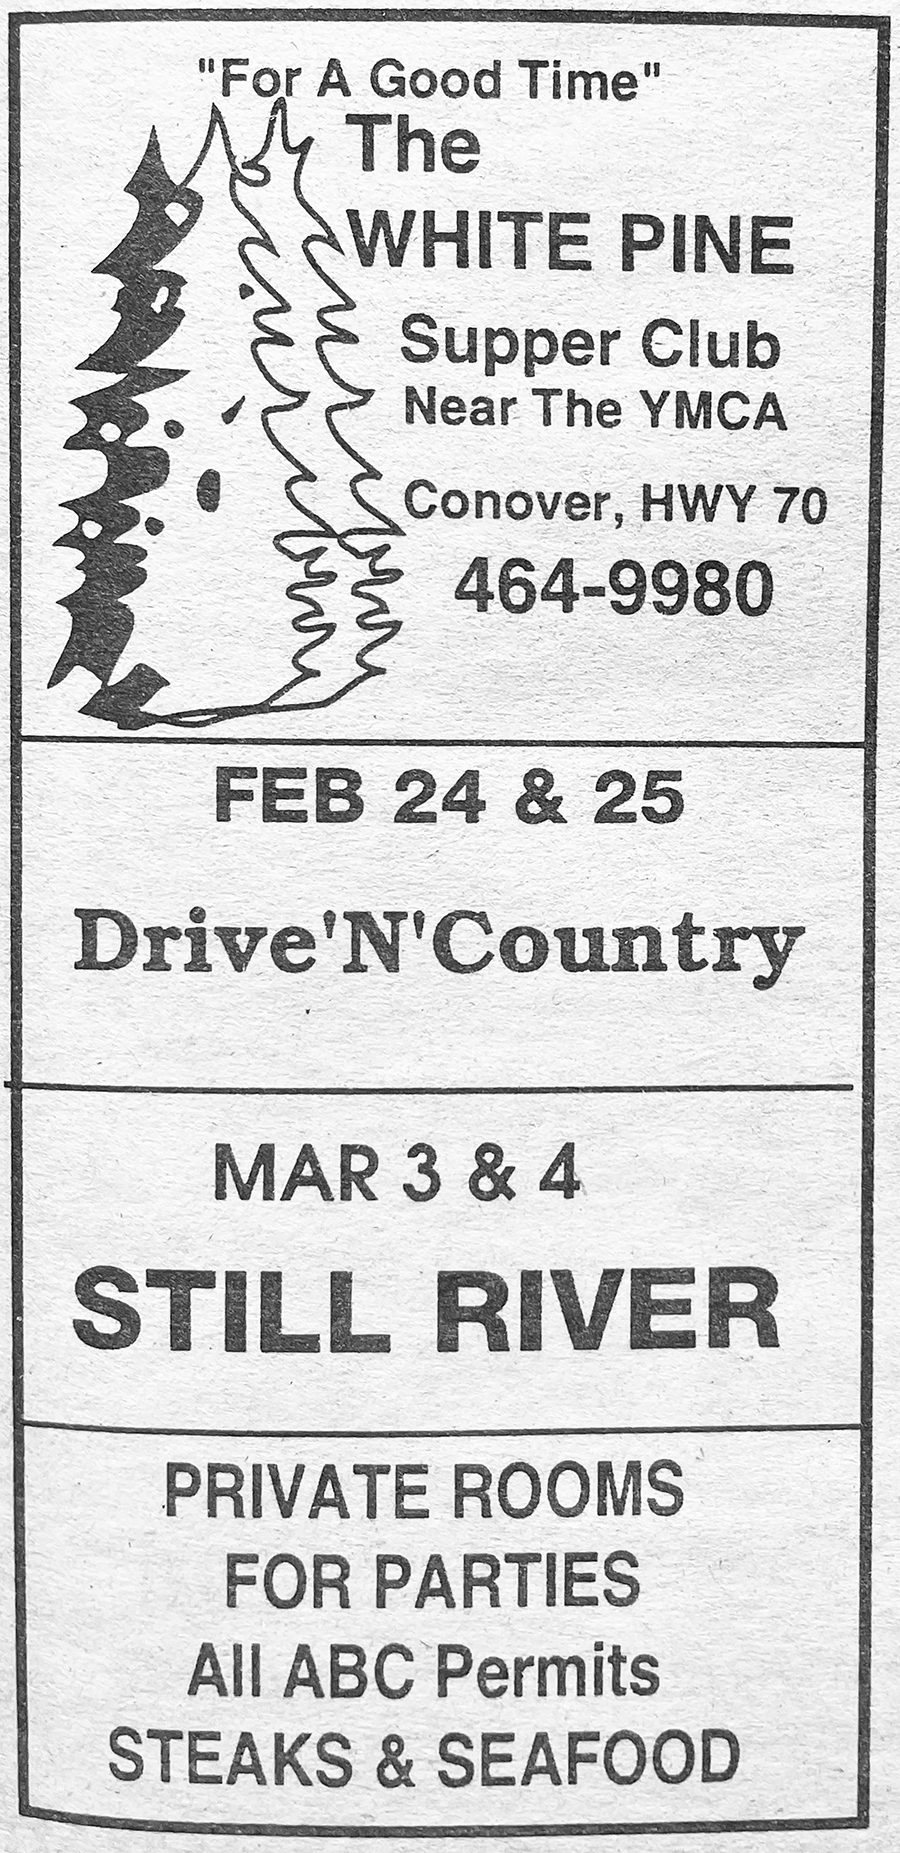 "For A Good Time"
The
WHITE PINE
Supper Club
Near The YMCA
Conover, HWY 70
464-9980
FEB 24 & 25
Drive'N'Country
MAR 3 & 4
STILL RIVER
PRIVATE ROOMS
FOR PARTIES
All ABC Permits
STEAKS & SEAFOOD